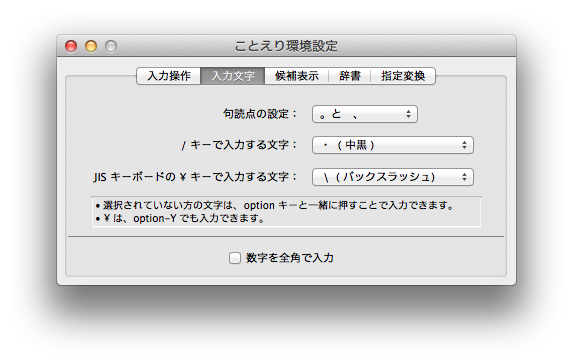 ことえり環境設定
入力操作 入力文字 候補表示 辞書 指定変換
句読点の設定： 。と　、
/ キーで入力する文字： ・（中黒）
JIS キーボードの ¥ キーで入力する文字： \（バックスラッシュ）
• 選択されていない方の文字は、option キーと一緒に押すことで入力できます。
• ¥ は、option-Y でも入力できます。
数字を全角で入力